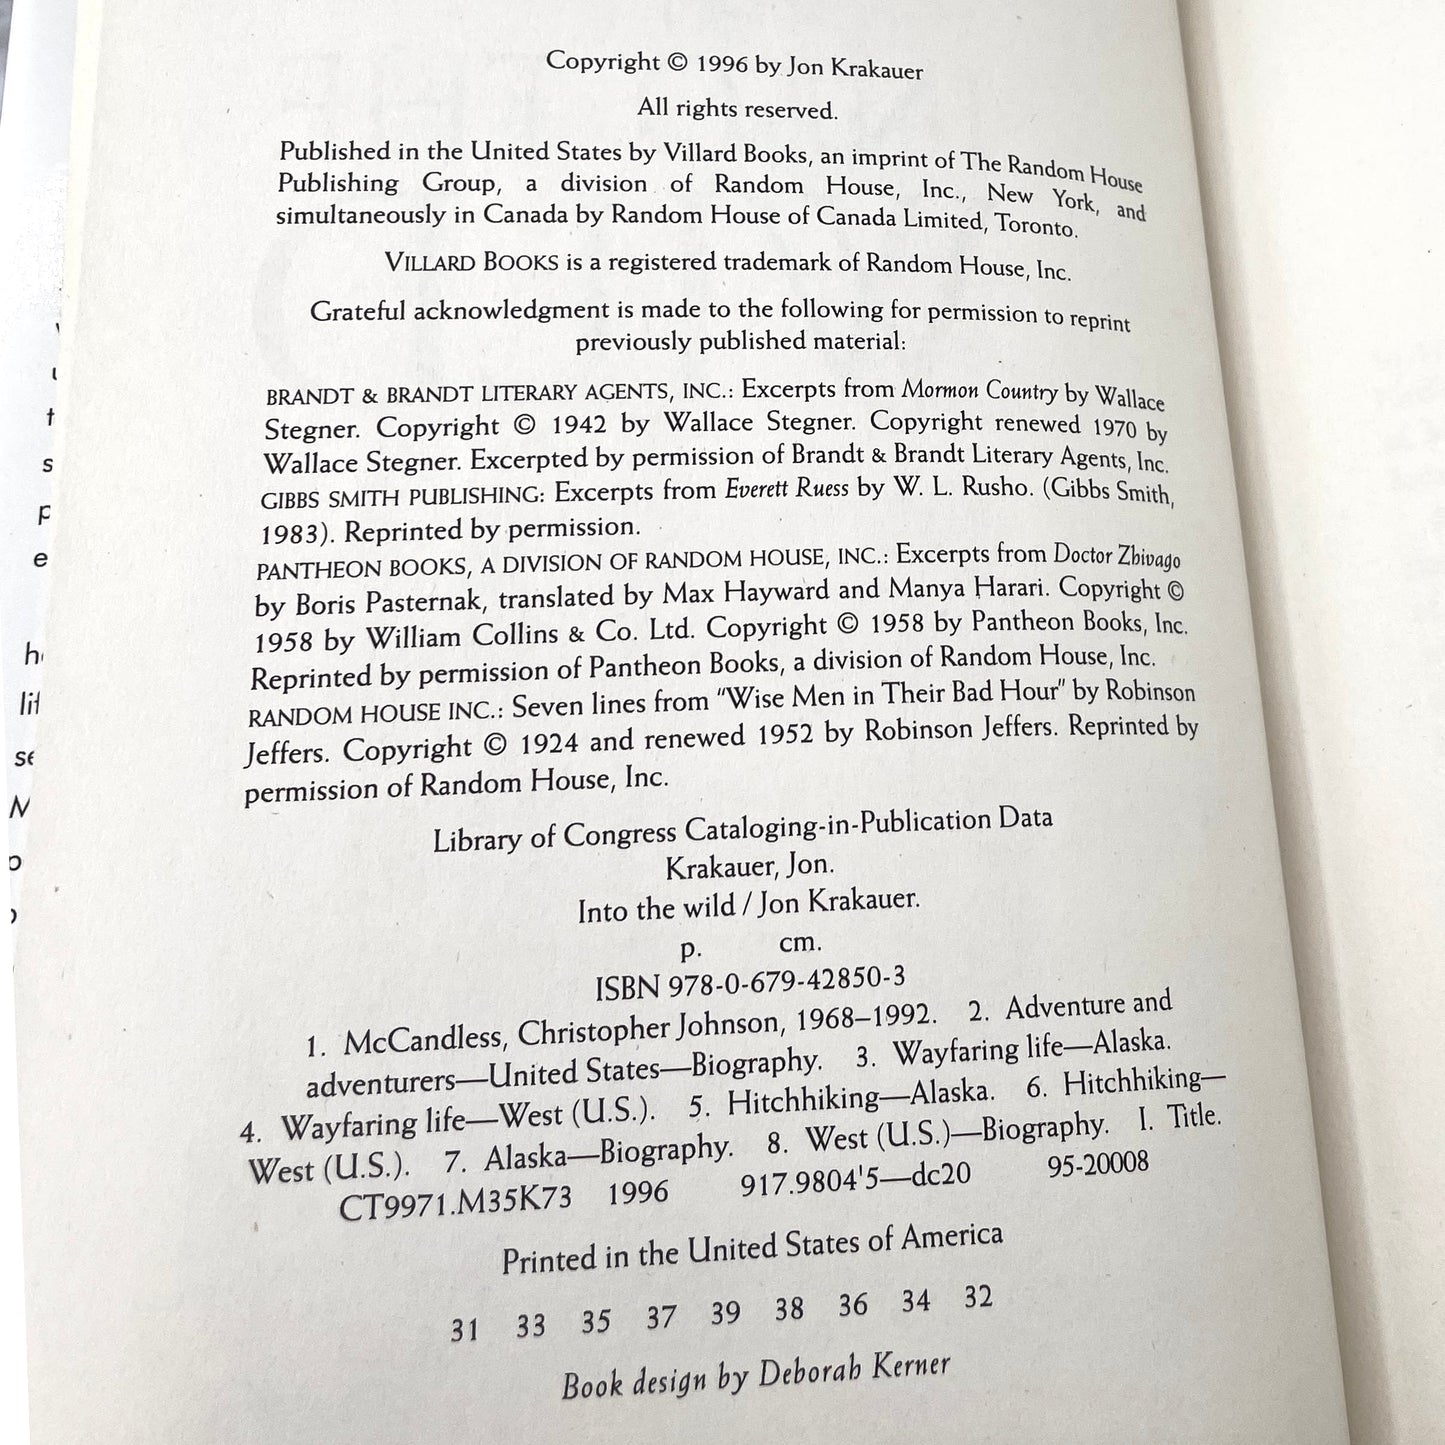 Copyright © 1996 by Jon Krakauer
All rights reserved.
Published in the United States by Villard Books, an imprint of The Random House
Publishing Group, a division of Random House, Inc., New York, and
simultaneously in Canada by Random House of Canada Limited, Toronto.
VILLARD BOOKS is a registered trademark of Random House, Inc.
Grateful acknowledgment is made to the following for permission to reprint
previously published material:
BRANDT & BRANDT LITERARY AGENTS, INC.: Excerpts from Mormon Country by Wallace
Stegner. Copyright © 1942 by Wallace Stegner. Copyright renewed 1970 by
Wallace Stegner. Excerpted by permission of Brandt & Brandt Literary Agents, Inc.
GIBBS SMITH PUBLISHING: Excerpts from Everett Ruess by W. L. Rusho. (Gibbs Smith,
1983). Reprinted by permission.
PANTHEON BOOKS, A DIVISION OF RANDOM HOUSE, INC.: Excerpts from Doctor Zhivago
by Boris Pasternak, translated by Max Hayward and Manya Harari. Copyright ©
1958 by William Collins & Co. Ltd. Copyright © 1958 by Pantheon Books, Inc.
Reprinted by permission of Pantheon Books, a division of Random House, Inc.
RANDOM HOUSE INC.: Seven lines from "Wise Men in Their Bad Hour" by Robinson
Jeffers. Copyright © 1924 and renewed 1952 by Robinson Jeffers. Reprinted by
permission of Random House, Inc.
Library of Congress Cataloging-in-Publication Data
Krakauer, Jon.
Into the wild / Jon Krakauer.
p. cm.
ISBN 978-0-679-42850-3
1. McCandless, Christopher Johnson, 1968–1992. 2. Adventure and
adventurers—United States—Biography. 3. Wayfaring life—Alaska.
4. Wayfaring life—West (U.S.). 5. Hitchhiking—Alaska. 6. Hitchhiking—
West (U.S.). 7. Alaska—Biography. 8. West (U.S.)—Biography. I. Title.
CT9971.M35K73 1996 917.9804'5—dc20 95-20008
Printed in the United States of America
31 33 35 37 39 38 36 34 32
Book design by Deborah Kerner